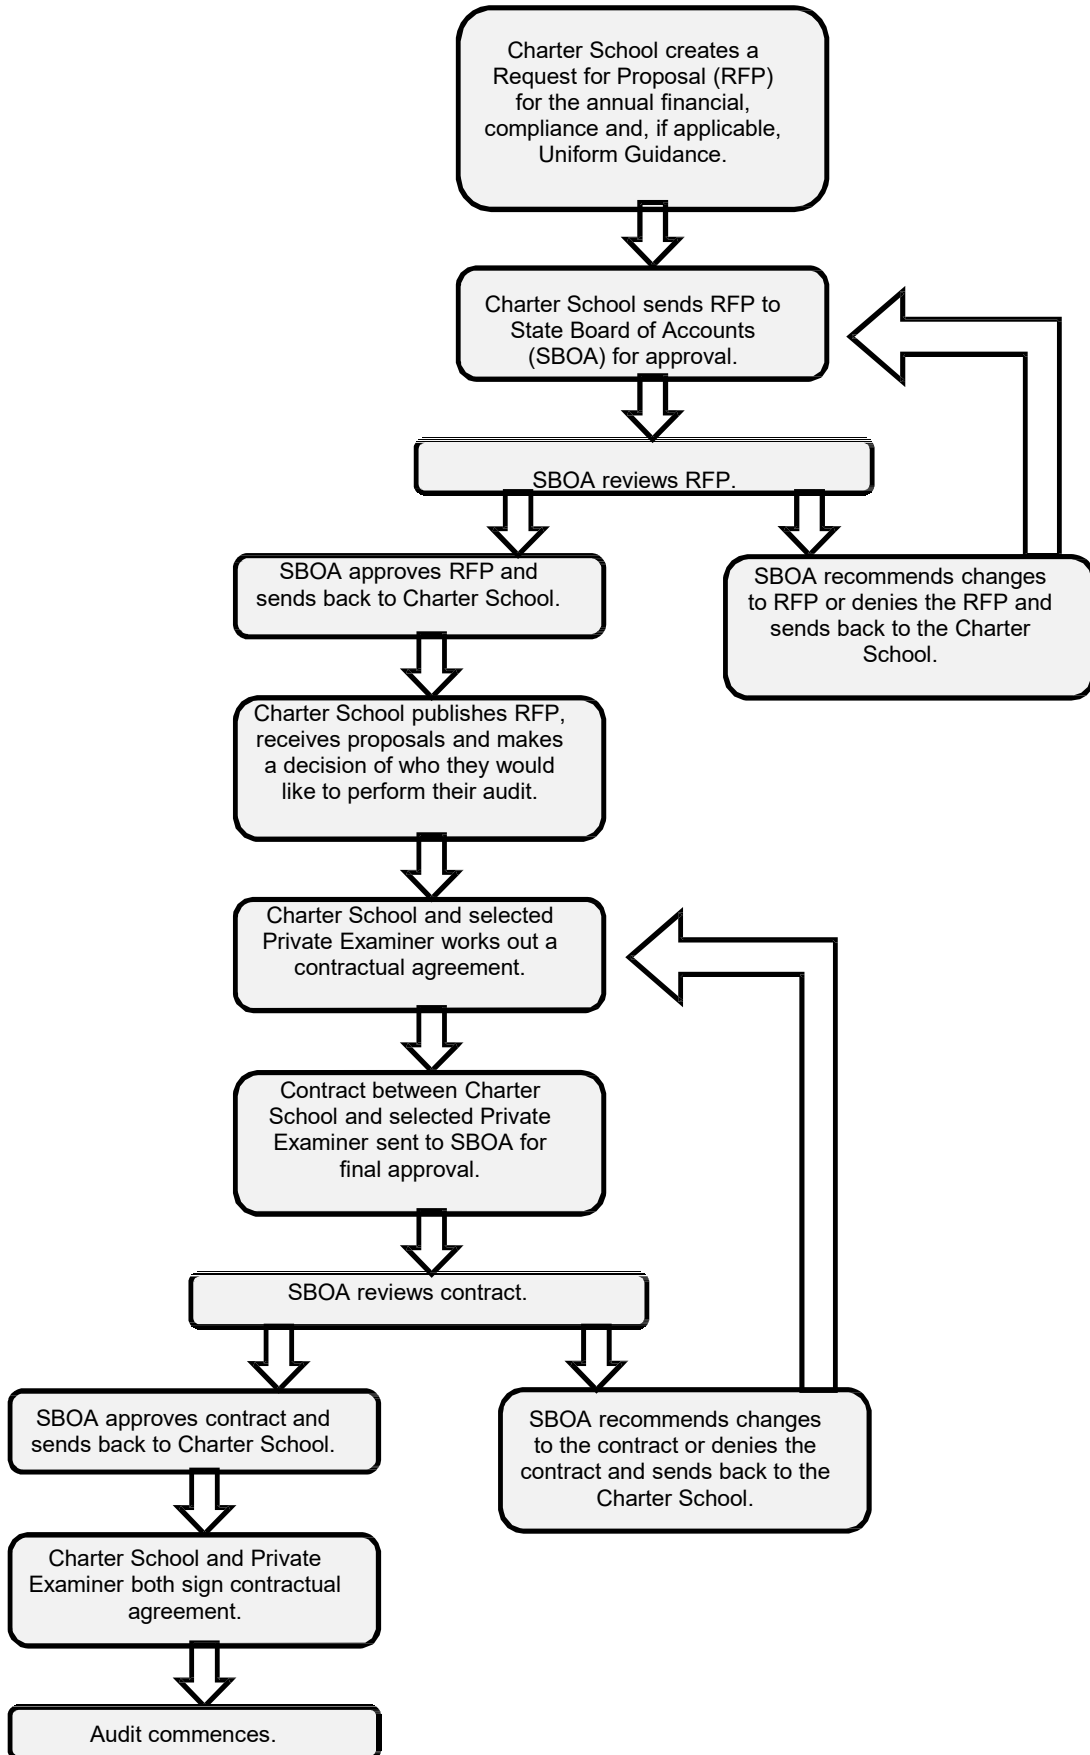 Charter School creates a
Request for Proposal (RFP)
for the annual financial,
compliance and, if applicable,
Uniform Guidance.
Charter School sends RFP to
State Board of Accounts
(SBOA) for approval.
SBOA reviews RFP.
SBOA approves RFP and
sends back to Charter School.
SBOA recommends changes
to RFP or denies the RFP and
sends back to the Charter
School.
Charter School publishes RFP,
receives proposals and makes
a decision of who they would
like to perform their audit.
Charter School and selected
Private Examiner works out a
contractual agreement.
Contract between Charter
School and selected Private
Examiner sent to SBOA for
final approval.
SBOA reviews contract.
SBOA approves contract and
sends back to Charter School.
SBOA recommends changes
to the contract or denies the
contract and sends back to the
Charter School.
Charter School and Private
Examiner both sign contractual
agreement.
Audit commences.